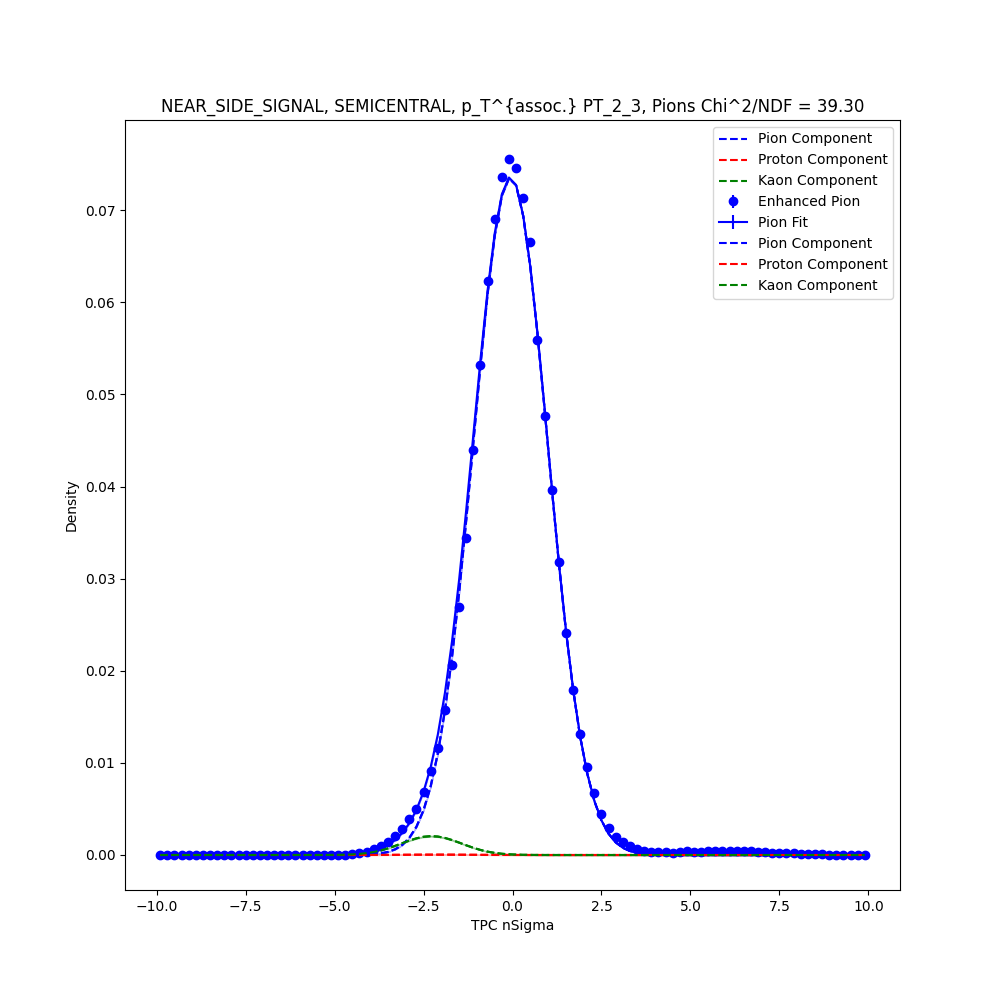 NEAR_SIDE_SIGNAL, SEMICENTRAL, p_T^{assoc.} PT_2_3, Pions Chi^2/NDF = 39.30
Pion Component
Proton Component
Kaon Component
Enhanced Pion
Pion Fit
Pion Component
Proton Component
Kaon Component
0.07
0.06
0.05
0.04
0.03
0.02
0.01
0.00
Density
−10.0 −7.5 −5.0 −2.5 0.0 2.5 5.0 7.5 10.0
TPC nSigma